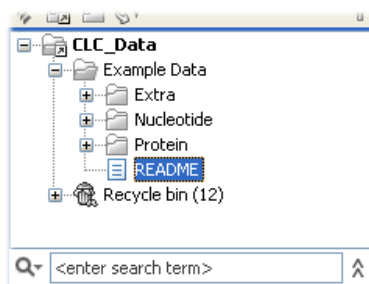 CLC_Data
Example Data
Extra
Nucleotide
Protein
README
Recycle bin (12)
<enter search term>